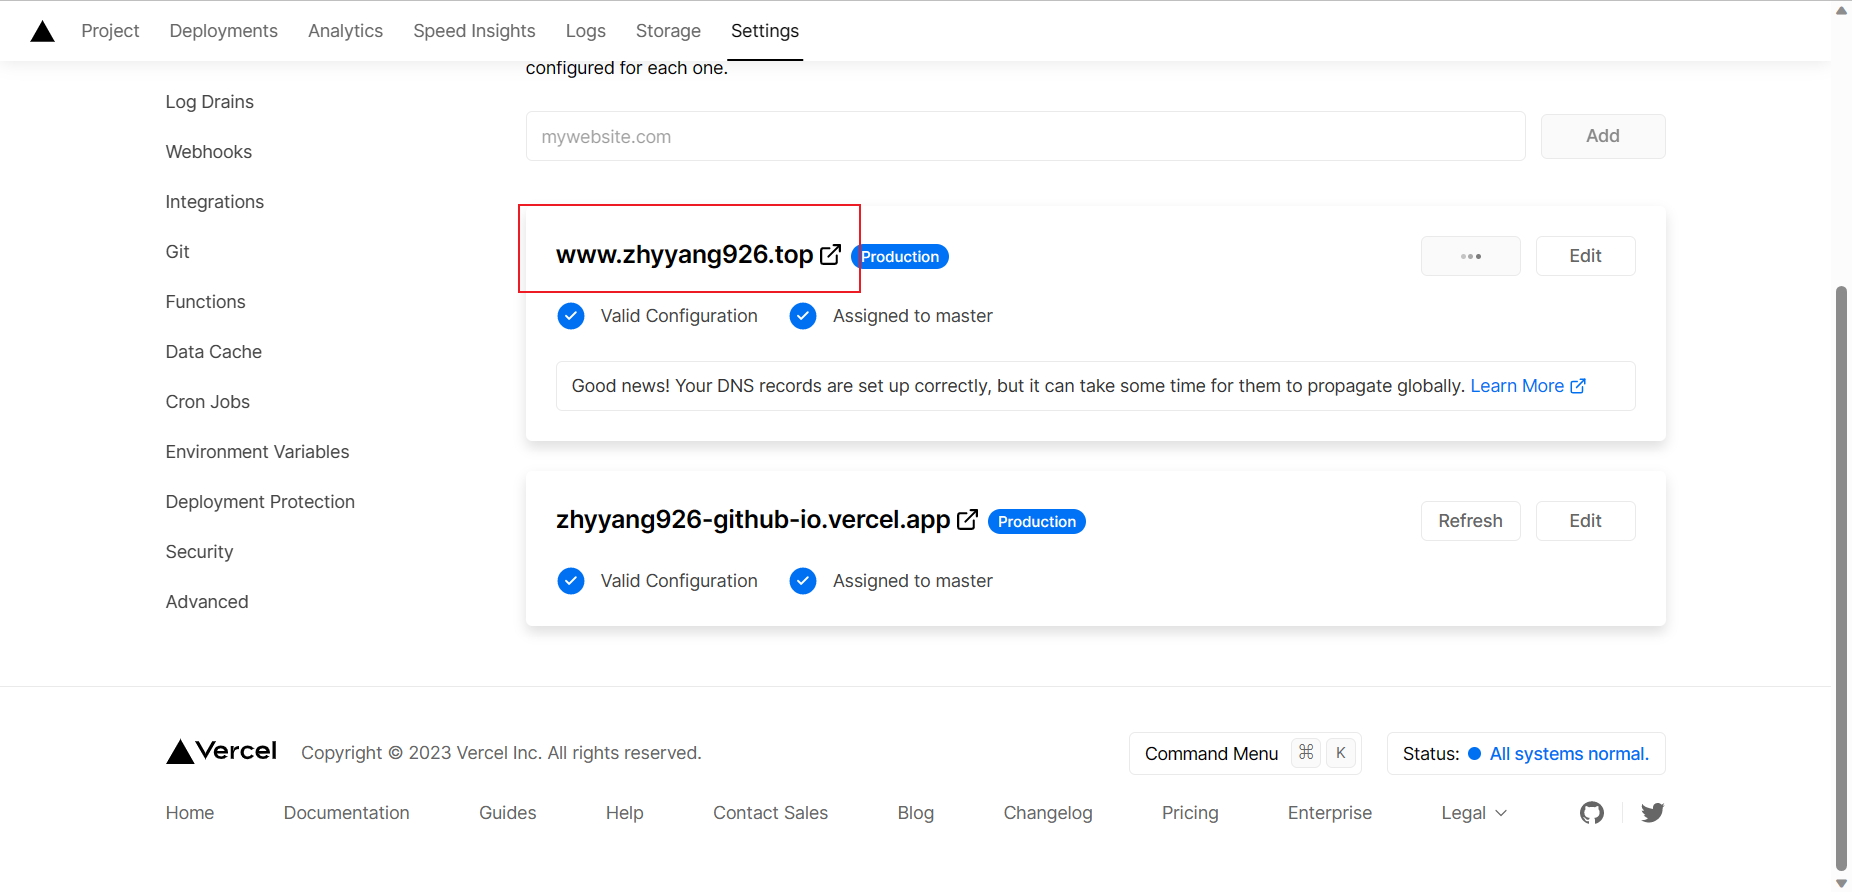 Project Deployments Analytics Speed Insights Logs Storage Settings
configured for each one.
Log Drains
Webhooks
Integrations
Git
Functions
Data Cache
Cron Jobs
Environment Variables
Deployment Protection
Security
Advanced
mywebsite.com Add
www.zhyyang926.top Production ••• Edit
Valid Configuration Assigned to master
Good news! Your DNS records are set up correctly, but it can take some time for them to propagate globally. Learn More
zhyyang926-github-io.vercel.app Production Refresh Edit
Valid Configuration Assigned to master
Vercel Copyright © 2023 Vercel Inc. All rights reserved. Command Menu ⌘ K Status: All systems normal.
Home Documentation Guides Help Contact Sales Blog Changelog Pricing Enterprise Legal